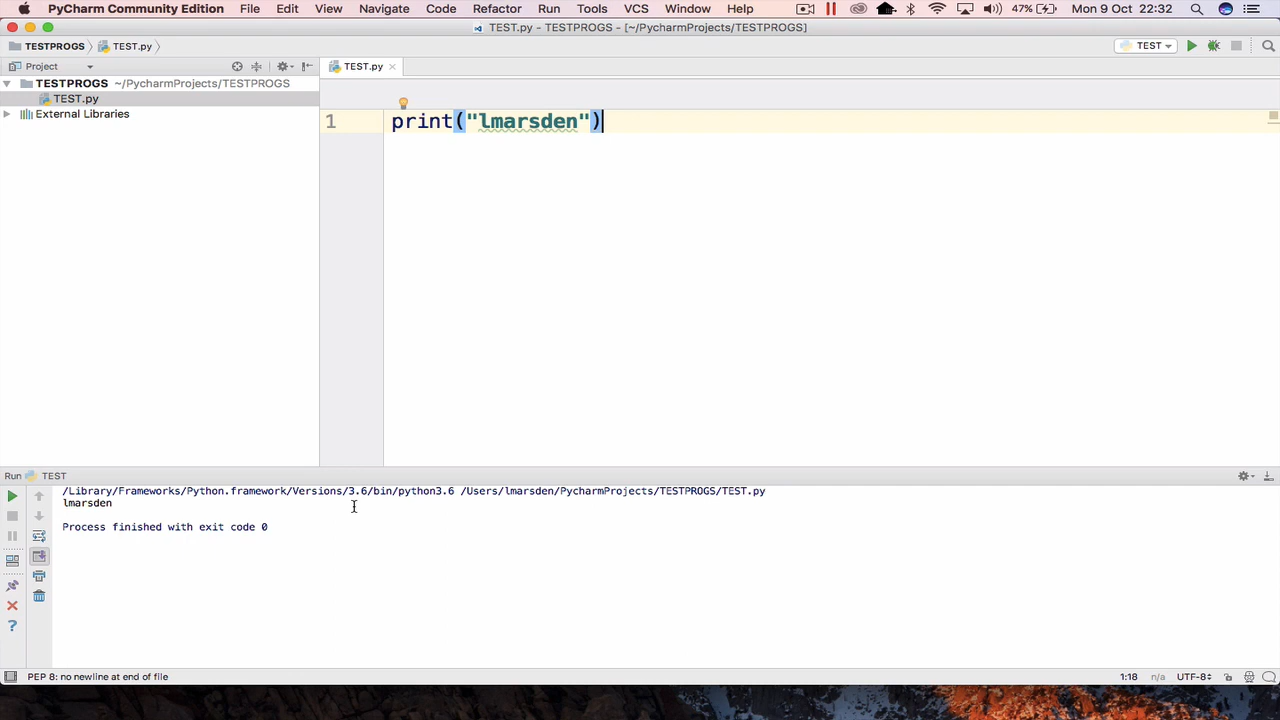 PyCharm Community Edition File Edit View Navigate Code Refactor Run Tools VCS Window Help 47% Mon 9 Oct 22:32
TEST.py - TESTPROGS - [~/PycharmProjects/TESTPROGS]
TESTPROGS TEST.py TEST
Project TEST.py
TESTPROGS ~/PycharmProjects/TESTPROGS
TEST.py
External Libraries
1 print("lmarsden")
Run TEST
/Library/Frameworks/Python.framework/Versions/3.6/bin/python3.6 /Users/lmarsden/PycharmProjects/TESTPROGS/TEST.py
lmarsden
Process finished with exit code 0
?
PEP 8: no newline at end of file 1:18 n/a UTF-8